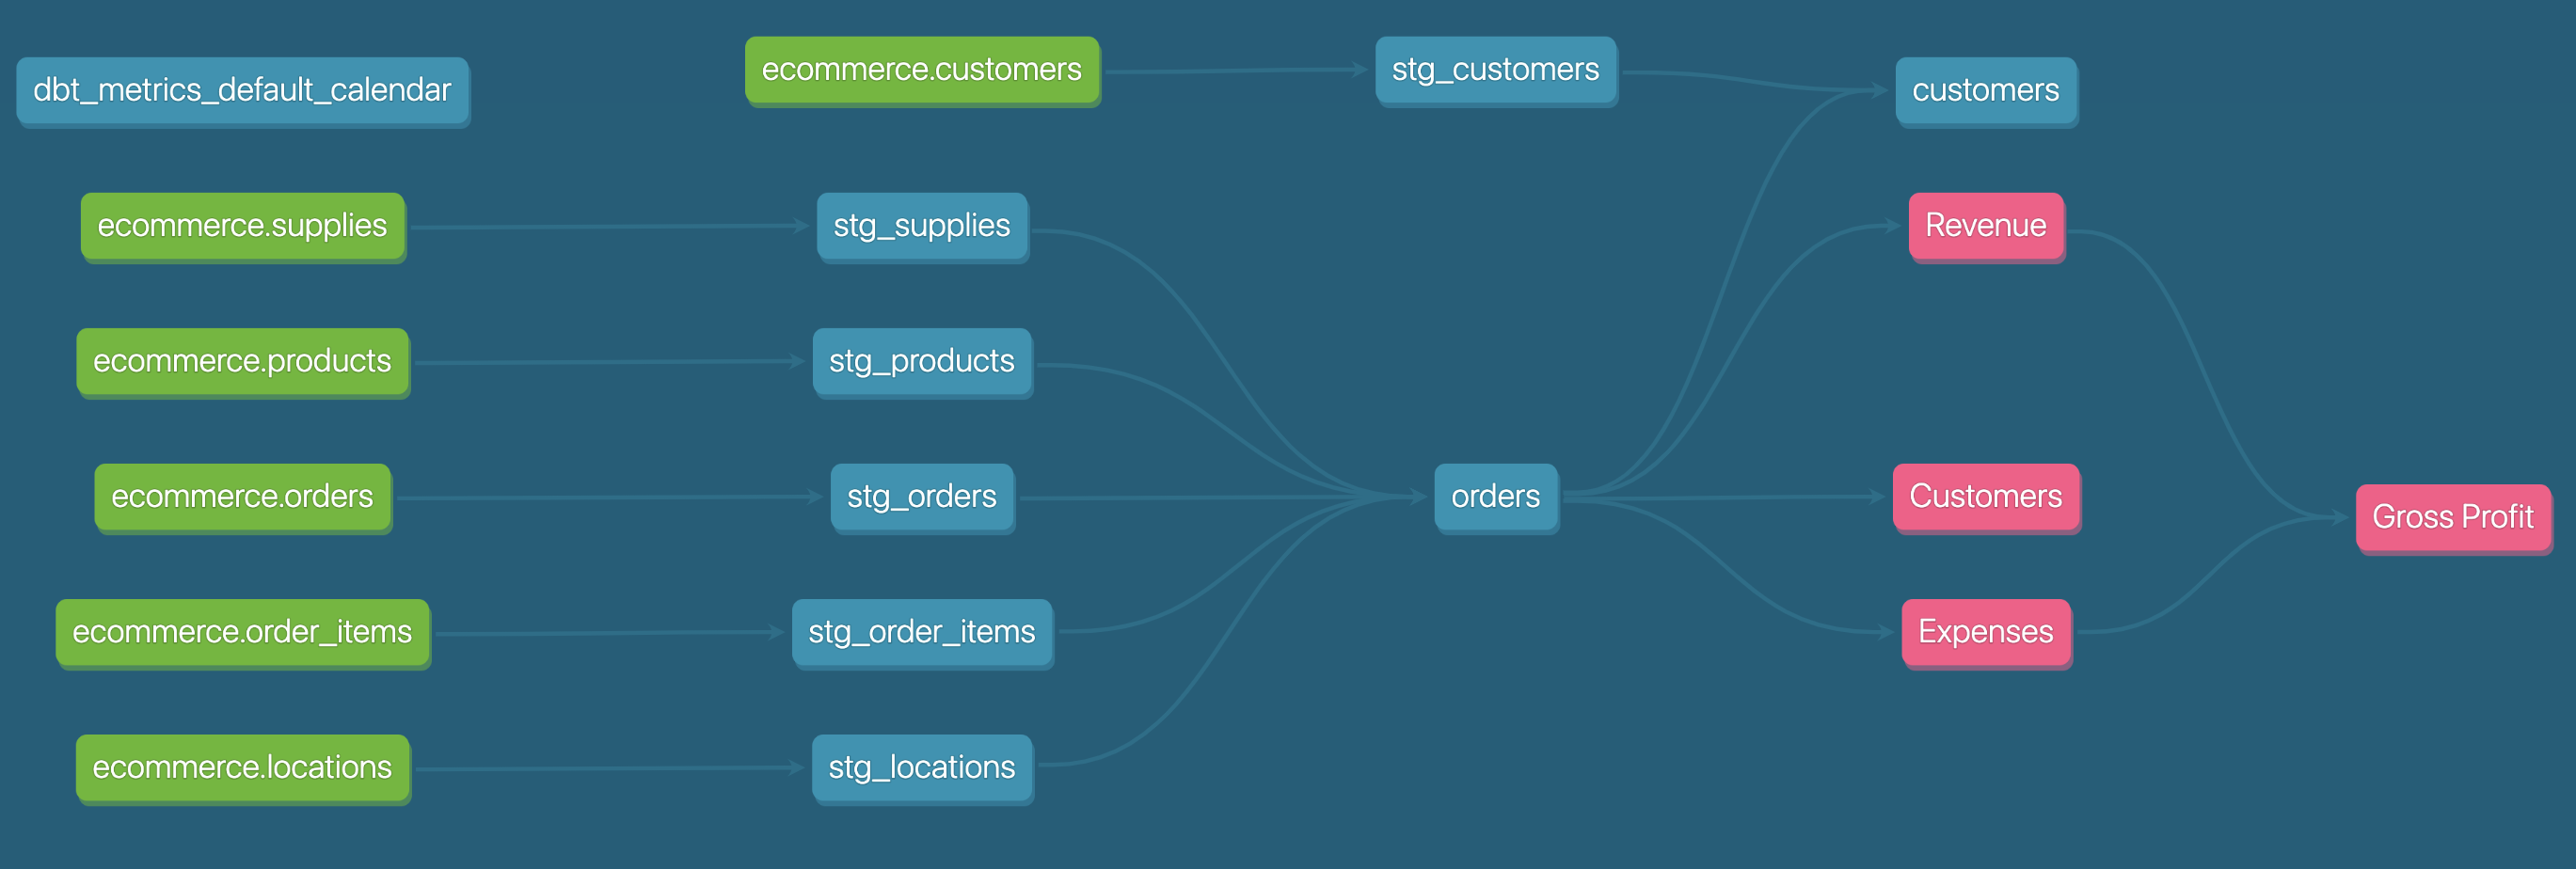 dbt_metrics_default_calendar
ecommerce.customers
stg_customers
customers
ecommerce.supplies
stg_supplies
Revenue
ecommerce.products
stg_products
ecommerce.orders
stg_orders
orders
Customers
Gross Profit
ecommerce.order_items
stg_order_items
Expenses
ecommerce.locations
stg_locations